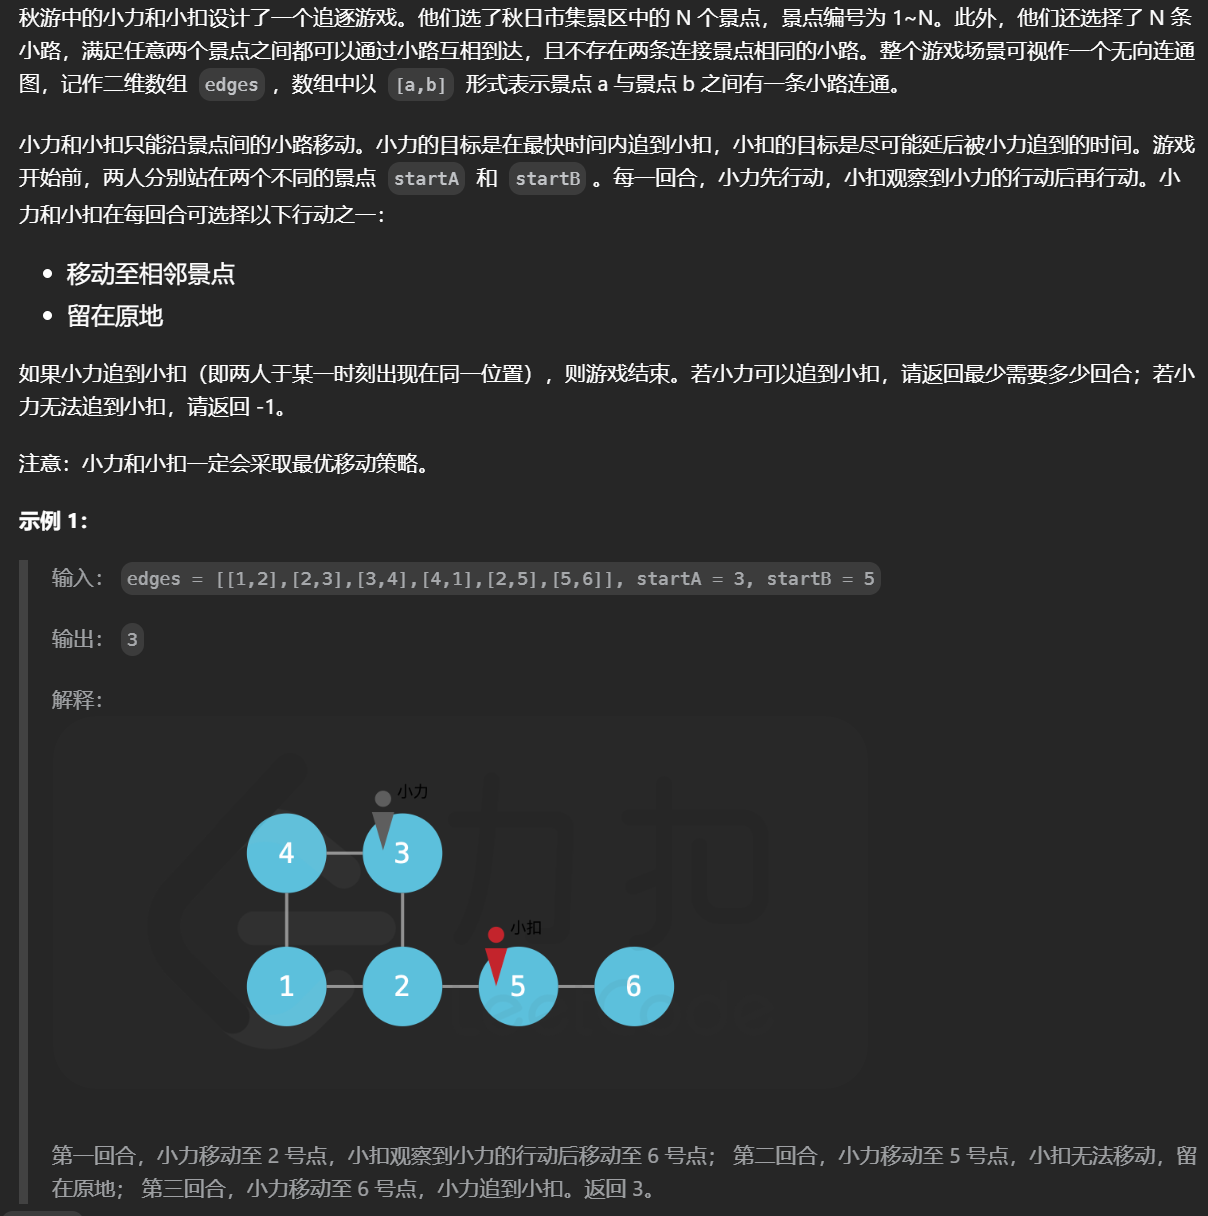 秋游中的小力和小扣设计了一个追逐游戏。他们选了秋日市集景区中的 N 个景点，景点编号为 1~N。此外，他们还选择了 N 条
小路，满足任意两个景点之间都可以通过小路互相到达，且不存在两条连接景点相同的小路。整个游戏场景可视作一个无向连通
图，记作二维数组 edges ，数组中以 [a,b] 形式表示景点 a 与景点 b 之间有一条小路连通。
小力和小扣只能沿景点间的小路移动。小力的目标是在最快时间内追到小扣，小扣的目标是尽可能延后被小力追到的时间。游戏
开始前，两人分别站在两个不同的景点 startA 和 startB 。每一回合，小力先行动，小扣观察到小力的行动后再行动。小
力和小扣在每回合可选择以下行动之一：
• 移动至相邻景点
• 留在原地
如果小力追到小扣（即两人于某一时刻出现在同一位置），则游戏结束。若小力可以追到小扣，请返回最少需要多少回合；若小
力无法追到小扣，请返回 -1。
注意：小力和小扣一定会采取最优移动策略。
示例 1：
输入： edges = [[1,2],[2,3],[3,4],[4,1],[2,5],[5,6]], startA = 3, startB = 5
输出： 3
解释：
小力
4 3
小扣
1 2 5 6
力扣
LeetCode
第一回合，小力移动至 2 号点，小扣观察到小力的行动后移动至 6 号点； 第二回合，小力移动至 5 号点，小扣无法移动，留
在原地； 第三回合，小力移动至 6 号点，小力追到小扣。返回 3。